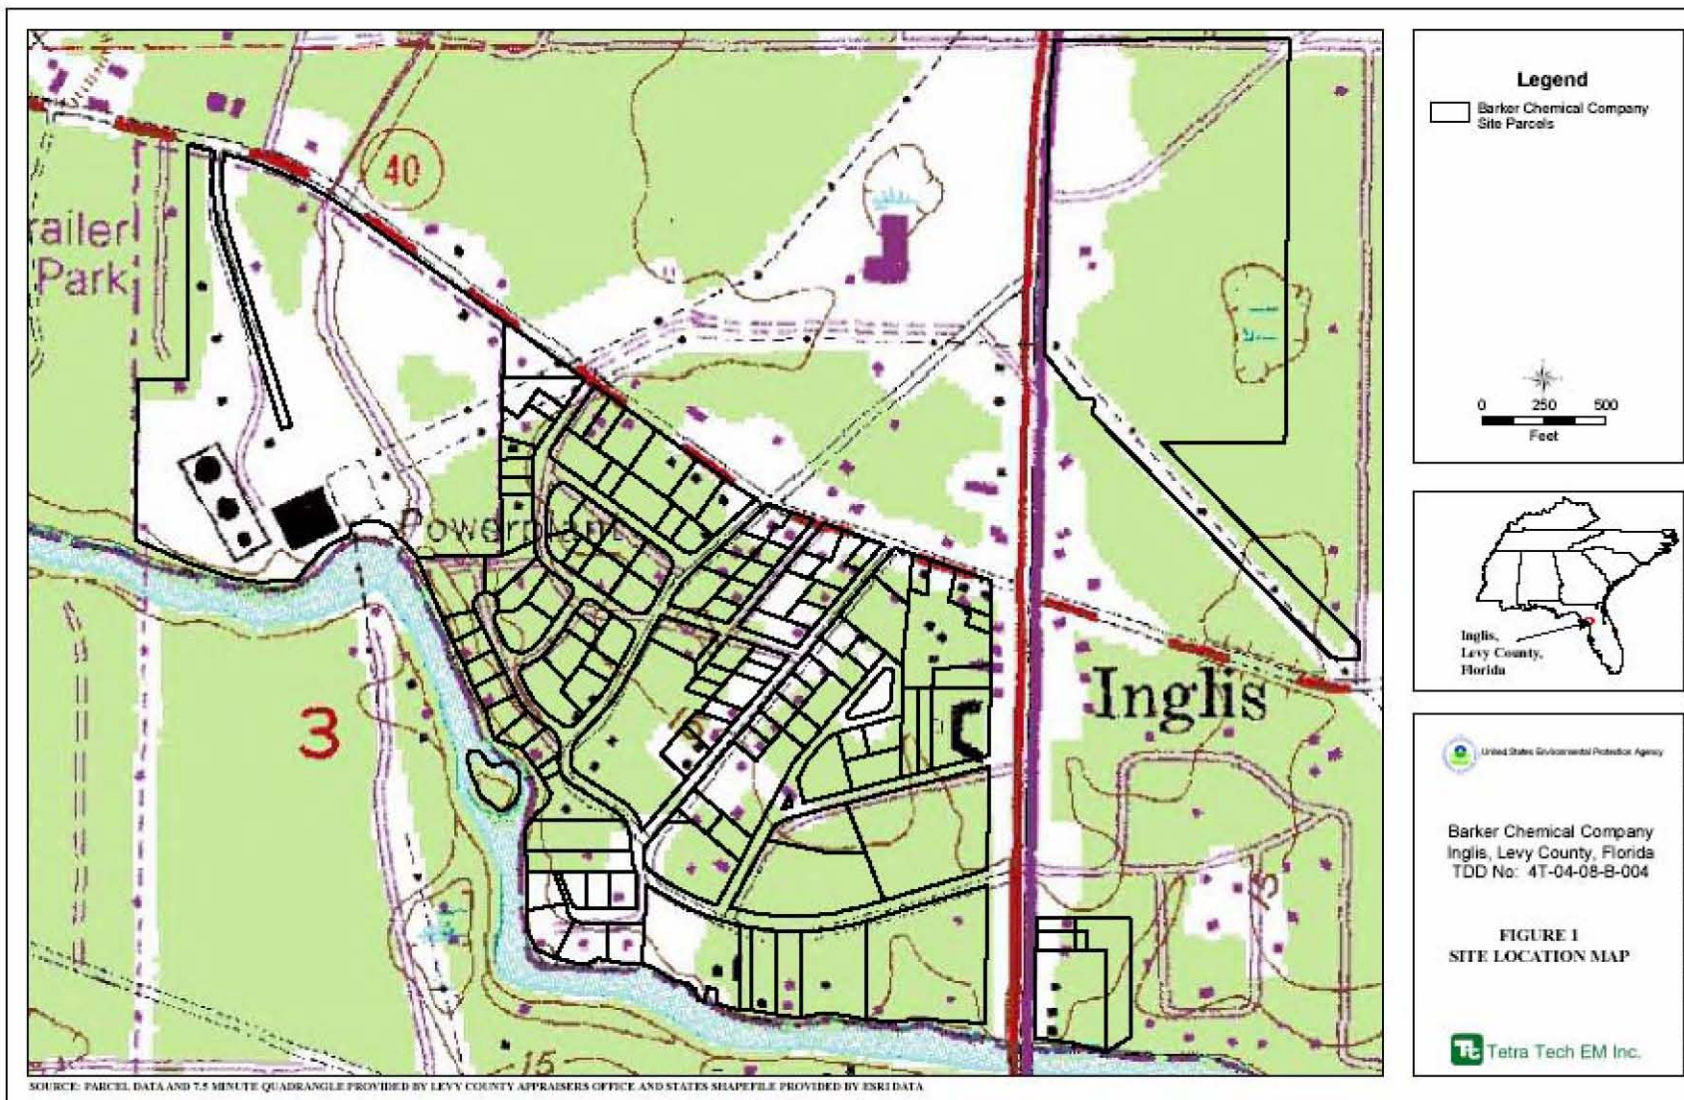 40
railer
Park
Powerplant
3
Inglis
15
15
Legend
Barker Chemical Company
Site Parcels
0 250 500
Feet
Inglis,
Levy County,
Florida
United States Environmental Protection Agency
Barker Chemical Company
Inglis, Levy County, Florida
TDD No: 4T-04-08-B-004
FIGURE 1
SITE LOCATION MAP
Tt Tetra Tech EM Inc.
SOURCE: PARCEL DATA AND 7.5 MINUTE QUADRANGLE PROVIDED BY LEVY COUNTY APPRAISERS OFFICE AND STATES SHAPEFILE PROVIDED BY ESRI DATA